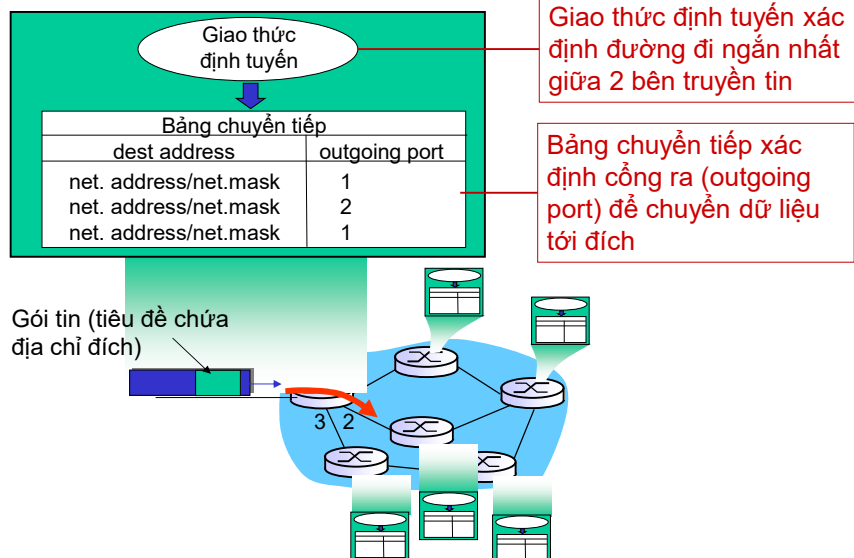 Giao thức
định tuyến
Bảng chuyển tiếp
dest address outgoing port
net. address/net.mask 1
net. address/net.mask 2
net. address/net.mask 1
Giao thức định tuyến xác
định đường đi ngắn nhất
giữa 2 bên truyền tin
Bảng chuyển tiếp xác
định cổng ra (outgoing
port) để chuyển dữ liệu
tới đích
Gói tin (tiêu đề chứa
địa chỉ đích)
3 2